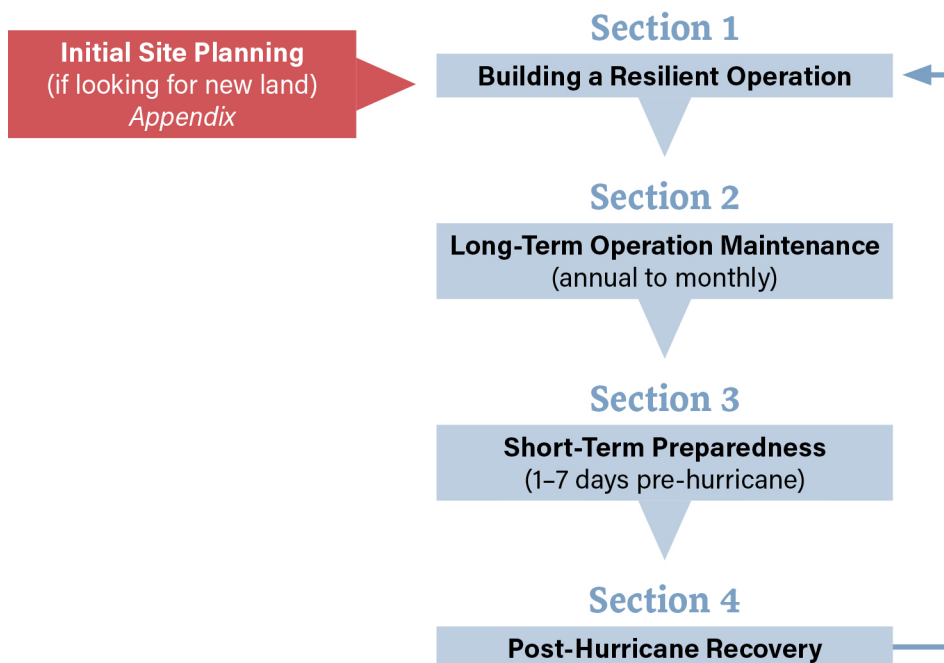 Initial Site Planning
(if looking for new land)
Appendix
Section 1
Building a Resilient Operation
Section 2
Long-Term Operation Maintenance
(annual to monthly)
Section 3
Short-Term Preparedness
(1–7 days pre-hurricane)
Section 4
Post-Hurricane Recovery